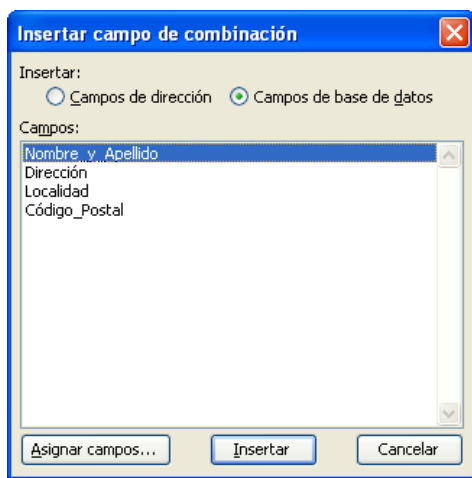 Insertar campo de combinación
Insertar:
Campos de dirección Campos de base de datos
Campos:
Nombre_y_Apellido
Dirección
Localidad
Código_Postal
Asignar campos... Insertar Cancelar